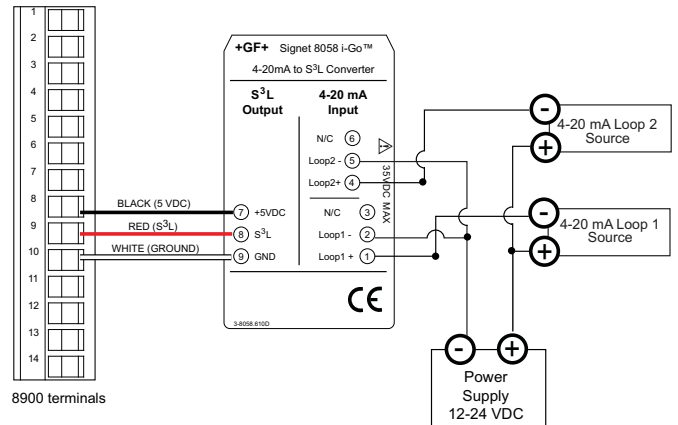 1
2
3
4
5
6
7
8
9
10
11
12
13
14
8900 terminals
BLACK (5 VDC)
RED (S³L)
WHITE (GROUND)
+GF+ Signet 8058 i-Go™
4-20mA to S³L Converter
S³L
Output
4-20 mA
Input
N/C 6
Loop2 - 5
Loop2+ 4
35VDC MAX
7 +5VDC
N/C 3
8 S³L
Loop1 - 2
9 GND
Loop1 + 1
CE
3-8058.610D
-
4-20 mA Loop 2
Source
+
-
4-20 mA Loop 1
Source
+
- +
Power
Supply
12-24 VDC